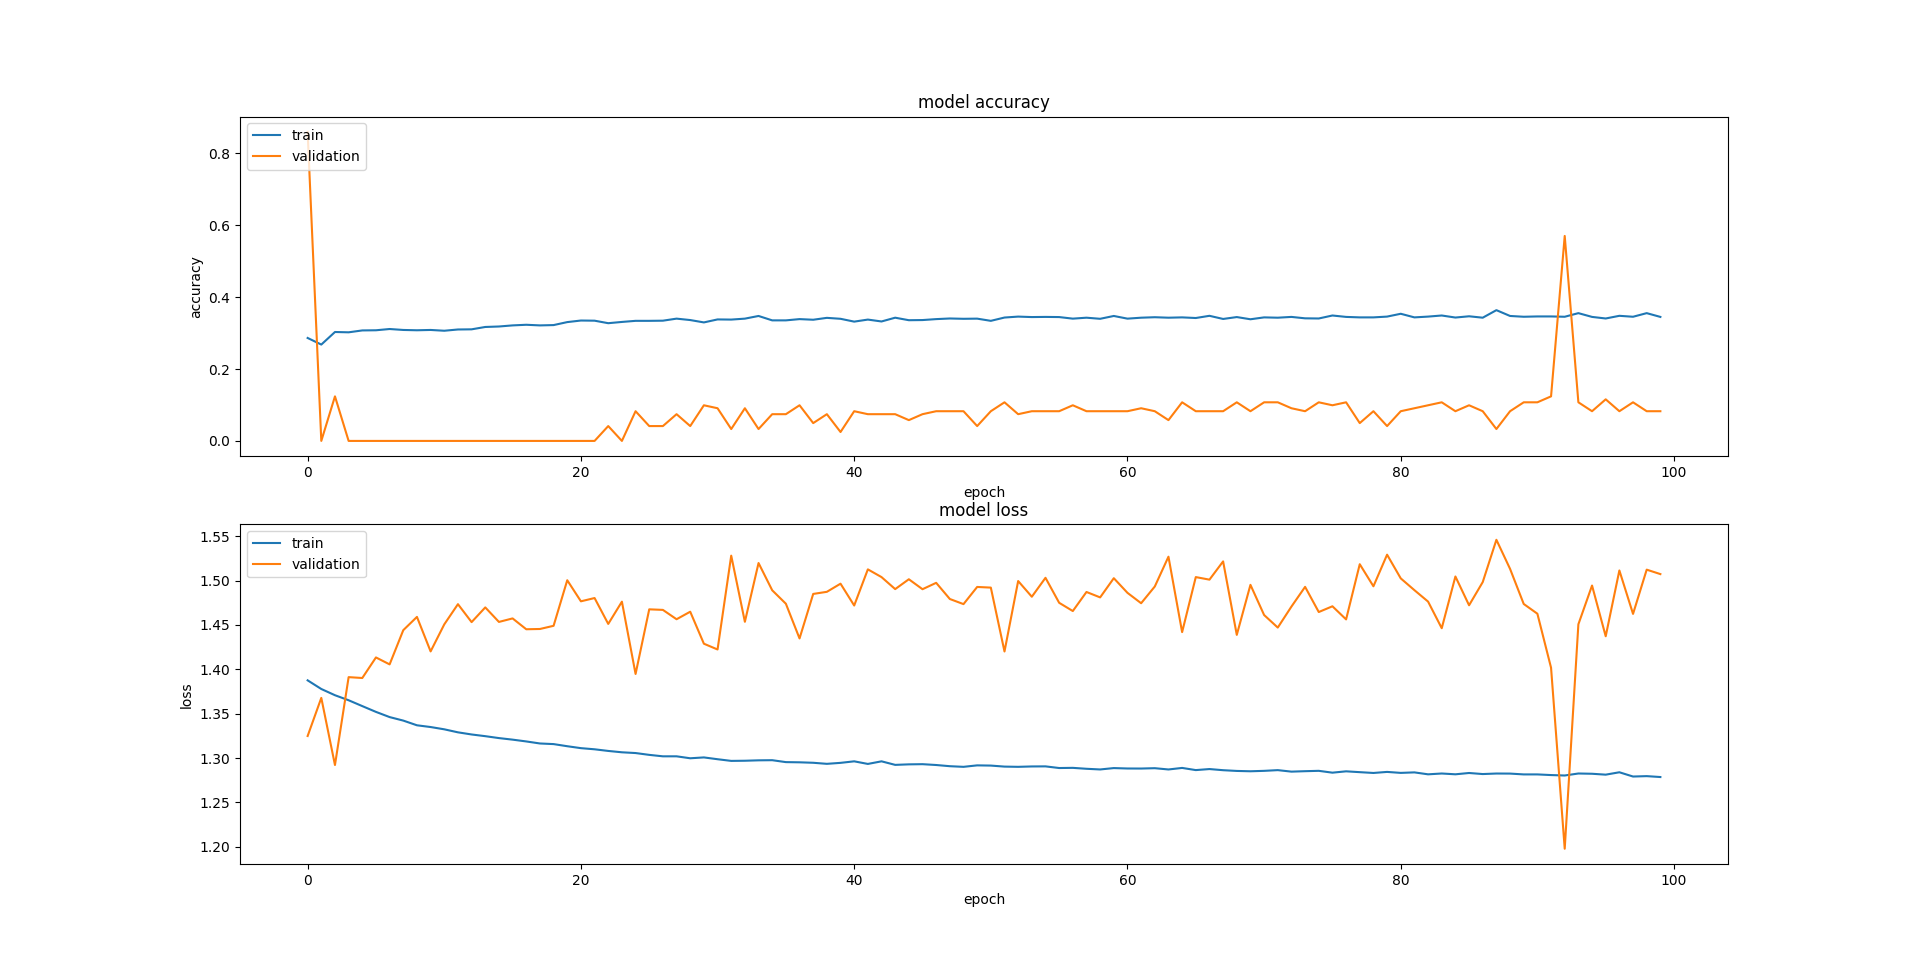 model accuracy
train
validation
0.8
0.6
0.4
0.2
0.0
accuracy
0 20 40 60 80 100
epoch
model loss
train
validation
1.55
1.50
1.45
1.40
1.35
1.30
1.25
1.20
loss
0 20 40 60 80 100
epoch